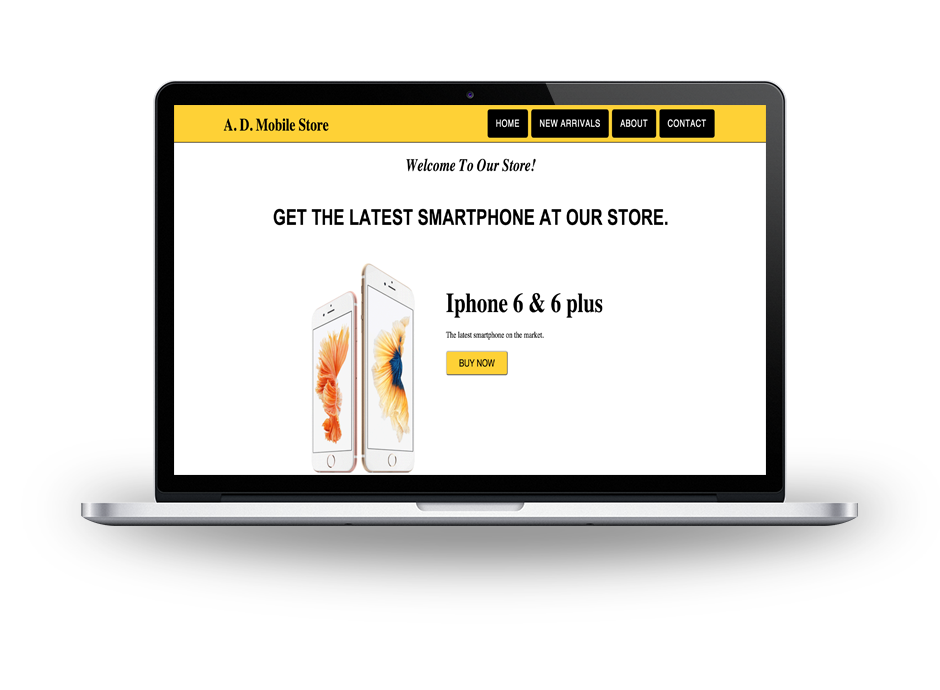 A. D. Mobile Store
HOME NEW ARRIVALS ABOUT CONTACT
Welcome To Our Store!
GET THE LATEST SMARTPHONE AT OUR STORE.
Iphone 6 & 6 plus
The latest smartphone on the market.
BUY NOW